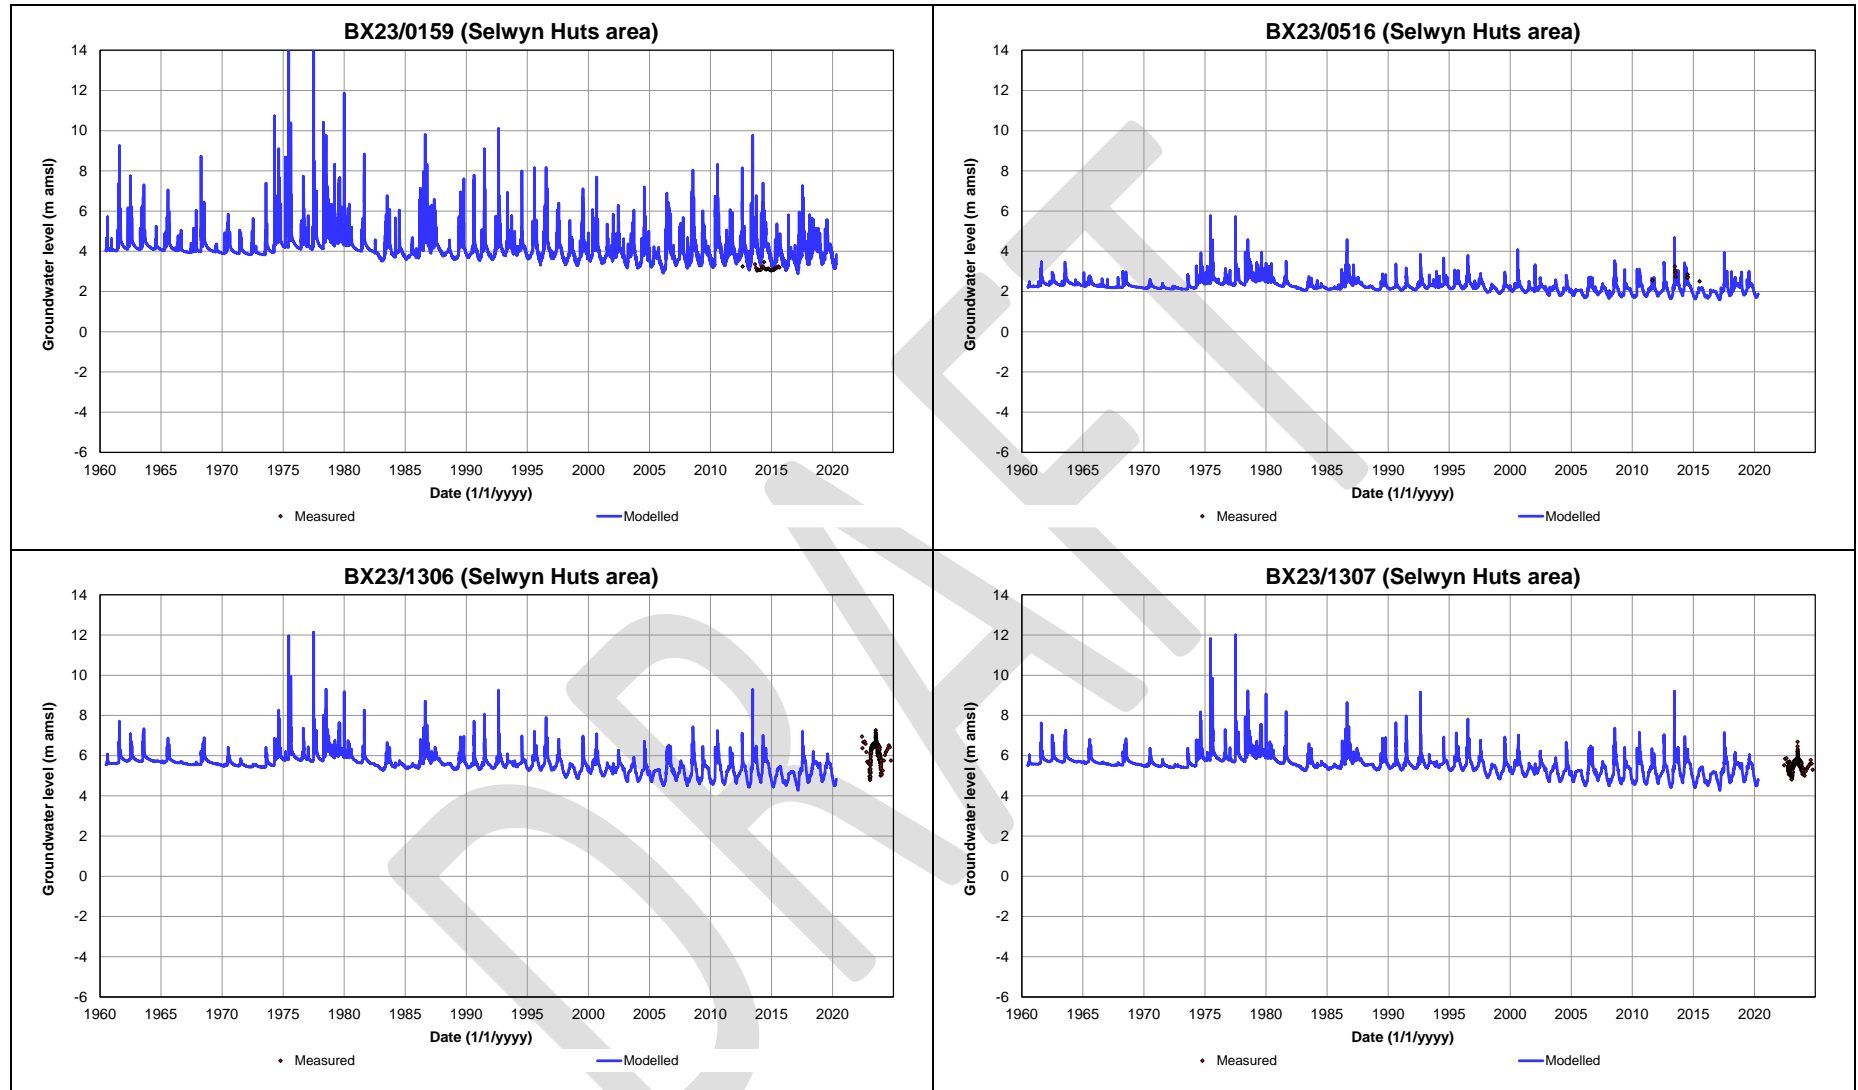 BX23/0159 (Selwyn Huts area)
Groundwater level (m amsl)
14
12
10
8
6
4
2
0
-2
-4
-6
1960 1965 1970 1975 1980 1985 1990 1995 2000 2005 2010 2015 2020
Date (1/1/yyyy)
Measured Modelled
BX23/0516 (Selwyn Huts area)
Groundwater level (m amsl)
14
12
10
8
6
4
2
0
-2
-4
-6
1960 1965 1970 1975 1980 1985 1990 1995 2000 2005 2010 2015 2020
Date (1/1/yyyy)
Measured Modelled
BX23/1306 (Selwyn Huts area)
Groundwater level (m amsl)
14
12
10
8
6
4
2
0
-2
-4
-6
1960 1965 1970 1975 1980 1985 1990 1995 2000 2005 2010 2015 2020
Date (1/1/yyyy)
Measured Modelled
BX23/1307 (Selwyn Huts area)
Groundwater level (m amsl)
14
12
10
8
6
4
2
0
-2
-4
-6
1960 1965 1970 1975 1980 1985 1990 1995 2000 2005 2010 2015 2020
Date (1/1/yyyy)
Measured Modelled
DRAFT